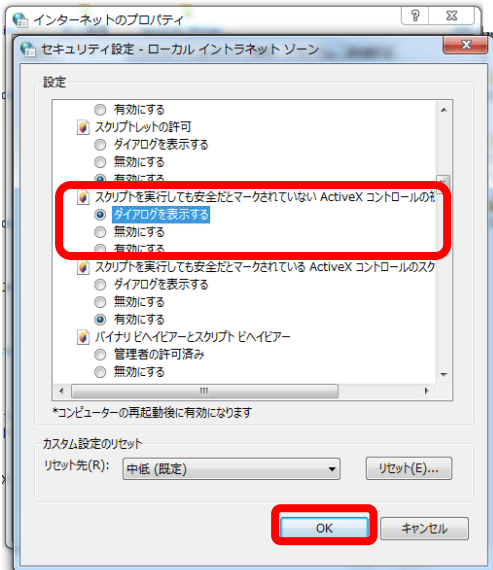 インターネットのプロパティ
セキュリティ設定 - ローカル イントラネット ゾーン
設定
有効にする
スクリプトレットの許可
ダイアログを表示する
無効にする
有効にする
スクリプトを実行しても安全だとマークされていない ActiveX コントロールの初
ダイアログを表示する
無効にする
有効にする
スクリプトを実行しても安全だとマークされている ActiveX コントロールのスク
ダイアログを表示する
無効にする
有効にする
バイナリ ビヘイビアーとスクリプト ビヘイビアー
管理者の許可済み
無効にする
*コンピューターの再起動後に有効になります
カスタム設定のリセット
リセット先(R):
中低 (既定)
リセット(E)...
OK
キャンセル